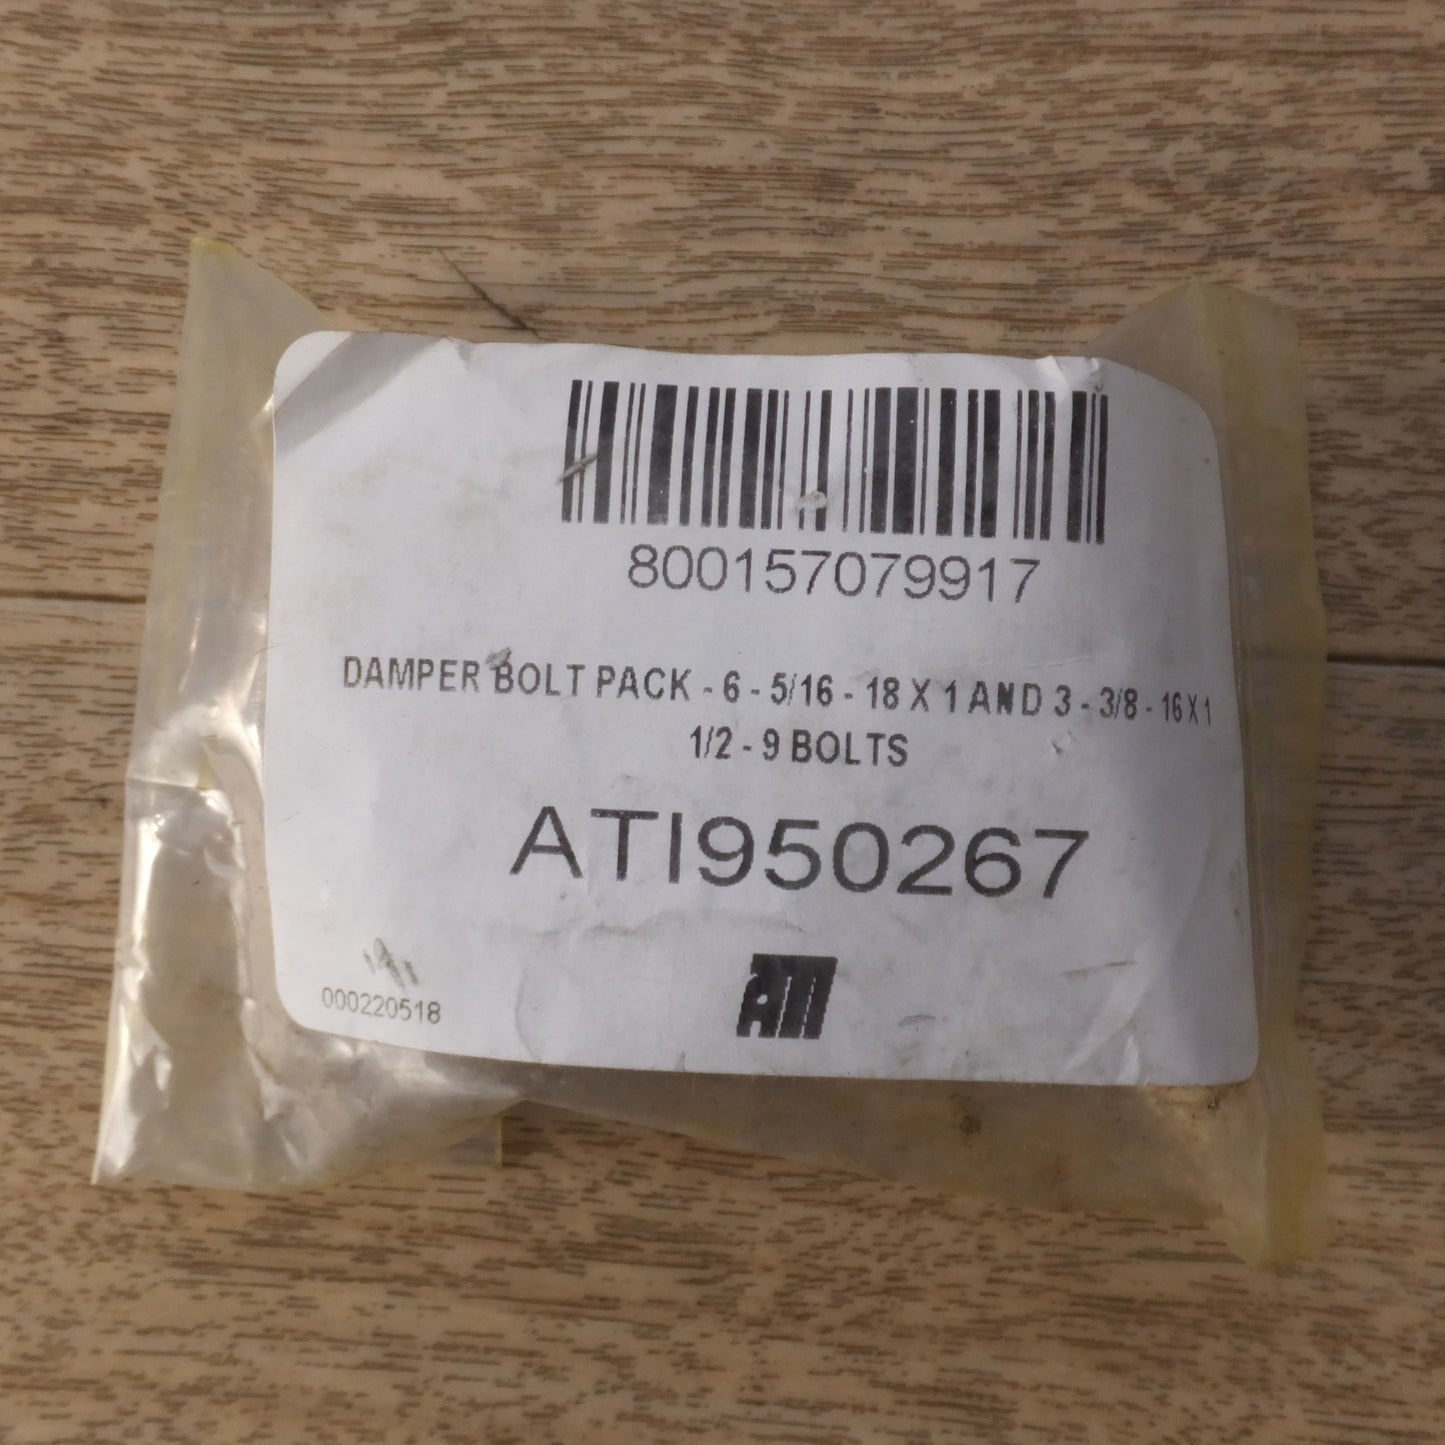 800157079917
DAMPER BOLT PACK - 6 - 5/16 - 18 X 1 AND 3 - 3/8 - 16 X 1
1/2 - 9 BOLTS
ATI950267
ATI
000220518